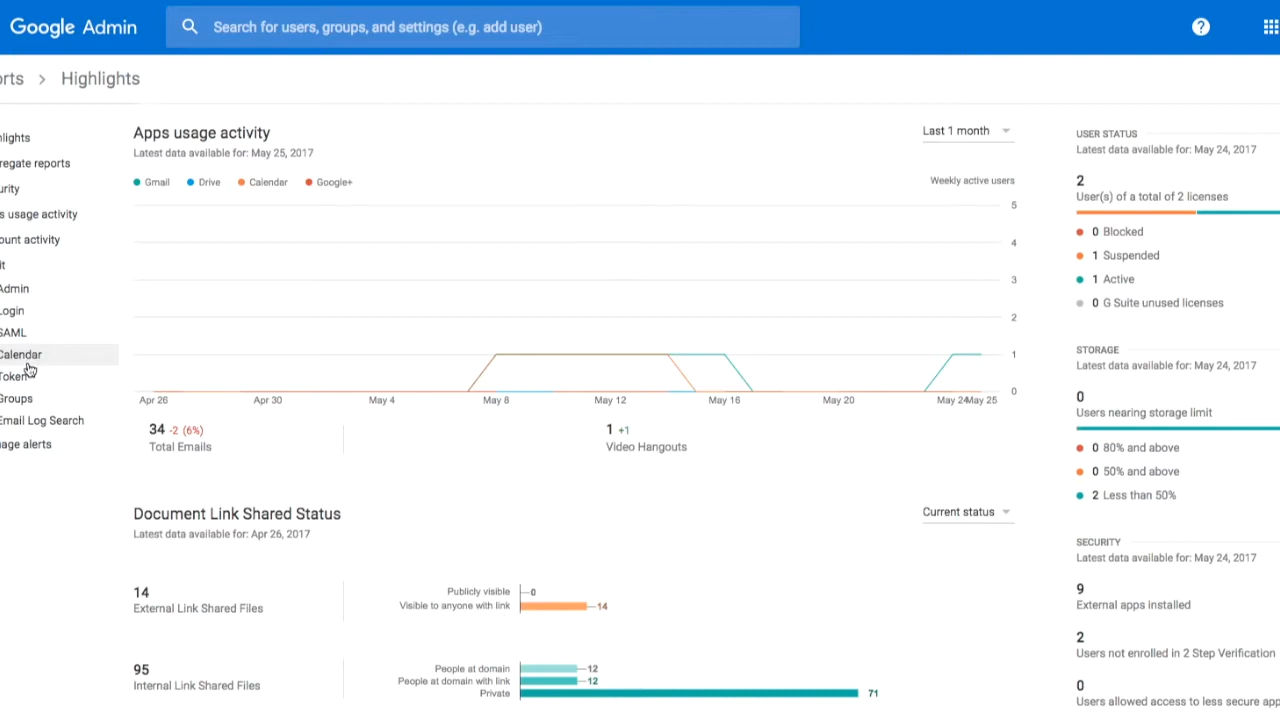 Google Admin
Search for users, groups, and settings (e.g. add user)
?
orts > Highlights
hlights
regate reports
urity
s usage activity
ount activity
it
Admin
Login
SAML
Calendar
Token
Groups
Email Log Search
nage alerts
Apps usage activity
Last 1 month
Latest data available for: May 25, 2017
Gmail Drive Calendar Google+
Weekly active users
5
4
3
2
1
0
Apr 26 Apr 30 May 4 May 8 May 12 May 16 May 20 May 24 May 25
34 -2 (6%)
Total Emails
1 +1
Video Hangouts
Document Link Shared Status
Current status
Latest data available for: Apr 26, 2017
14
External Link Shared Files
Publicly visible 0
Visible to anyone with link 14
95
Internal Link Shared Files
People at domain 12
People at domain with link 12
Private 71
USER STATUS
Latest data available for: May 24, 2017
2
User(s) of a total of 2 licenses
0 Blocked
1 Suspended
1 Active
0 G Suite unused licenses
STORAGE
Latest data available for: May 24, 2017
0
Users nearing storage limit
0 80% and above
0 50% and above
2 Less than 50%
SECURITY
Latest data available for: May 24, 2017
9
External apps installed
2
Users not enrolled in 2 Step Verification
0
Users allowed access to less secure app